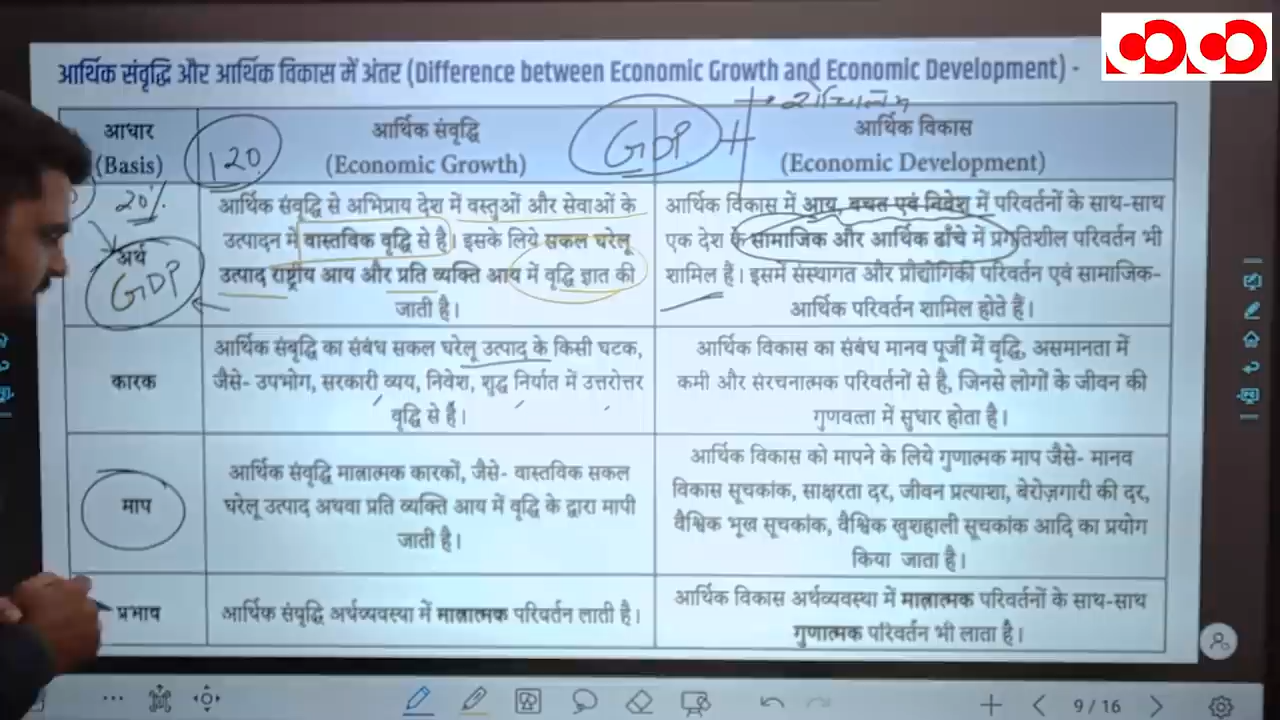 आर्थिक संवृद्धि और आर्थिक विकास में अंतर (Difference between Economic Growth and Economic Development) -
आधार
(Basis)
120
आर्थिक संवृद्धि
(Economic Growth)
GDP
आर्थिक विकास
(Economic Development)
20%
अर्थ
GDP
आर्थिक संवृद्धि से अभिप्राय देश में वस्तुओं और सेवाओं के
उत्पादन में वास्तविक वृद्धि से है। इसके लिये सकल घरेलू
उत्पाद राष्ट्रीय आय और प्रति व्यक्ति आय में वृद्धि ज्ञात की
जाती है।
आर्थिक विकास में आय, बचत एवं निवेश में परिवर्तनों के साथ-साथ
एक देश के सामाजिक और आर्थिक ढाँचे में प्रगतिशील परिवर्तन भी
शामिल है। इसमें संस्थागत और प्रौद्योगिकी परिवर्तन एवं सामाजिक-
आर्थिक परिवर्तन शामिल होते हैं।
कारक
आर्थिक संवृद्धि का संबंध सकल घरेलू उत्पाद के किसी घटक,
जैसे- उपभोग, सरकारी व्यय, निवेश, शुद्ध निर्यात में उत्तरोत्तर
वृद्धि से है।
आर्थिक विकास का संबंध मानव पूजीं में वृद्धि, असमानता में
कमी और संरचनात्मक परिवर्तनों से है, जिनसे लोगों के जीवन की
गुणवत्ता में सुधार होता है।
माप
आर्थिक संवृद्धि मात्रात्मक कारकों, जैसे- वास्तविक सकल
घरेलू उत्पाद अथवा प्रति व्यक्ति आय में वृद्धि के द्वारा मापी
जाती है।
आर्थिक विकास को मापने के लिये गुणात्मक माप जैसे- मानव
विकास सूचकांक, साक्षरता दर, जीवन प्रत्याशा, बेरोज़गारी की दर,
वैश्विक भूख सूचकांक, वैश्विक खुशहाली सूचकांक आदि का प्रयोग
किया जाता है।
प्रभाव
आर्थिक संवृद्धि अर्थव्यवस्था में मात्रात्मक परिवर्तन लाती है।
आर्थिक विकास अर्थव्यवस्था में मात्रात्मक परिवर्तनों के साथ-साथ
गुणात्मक परिवर्तन भी लाता है।
9/16